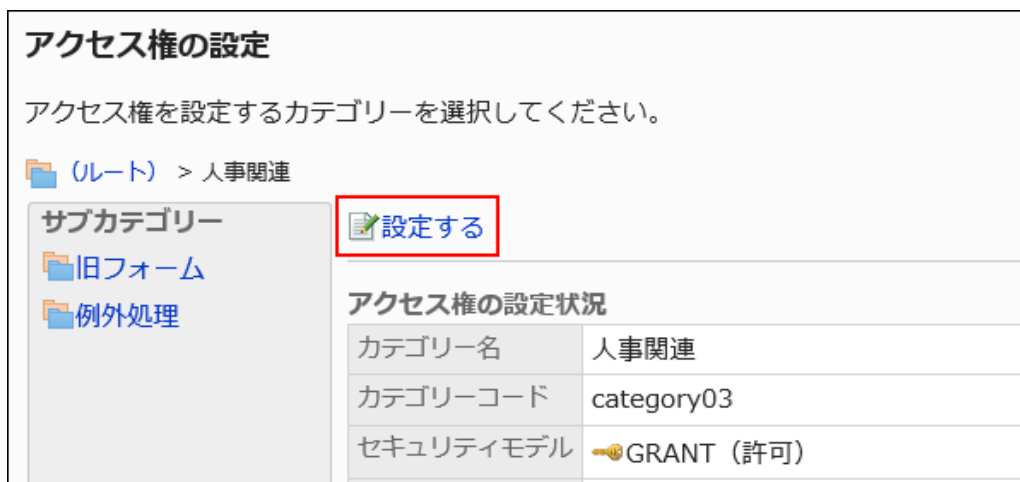 アクセス権の設定
アクセス権を設定するカテゴリーを選択してください。
（ルート） > 人事関連
サブカテゴリー
旧フォーム
例外処理
設定する
アクセス権の設定状況
カテゴリー名 人事関連
カテゴリーコード category03
セキュリティモデル GRANT（許可）